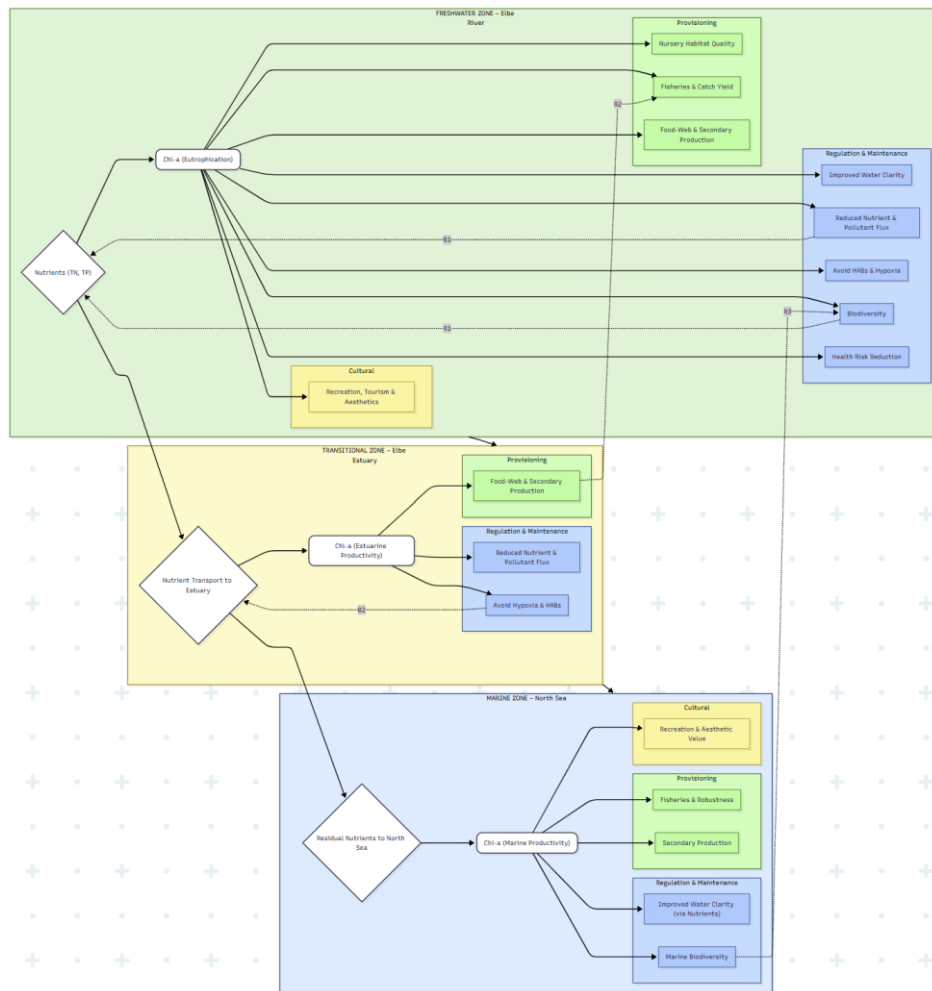 FRESHWATER ZONE – Elbe
River
Provisioning
Nursery Habitat Quality
Fisheries & Catch Yield
R2
Food-Web & Secondary
Production
Chl-a (Eutrophication)
Regulation & Maintenance
Improved Water Clarity
Reduced Nutrient &
Pollutant Flux
B1
Nutrients (TN, TP)
Avoid HABs & Hypoxia
Biodiversity
R3
R1
Health Risk Reduction
Cultural
Recreation, Tourism &
Aesthetics
TRANSITIONAL ZONE – Elbe
Estuary
Provisioning
Food-Web & Secondary
Production
Regulation & Maintenance
Chl-a (Estuarine
Productivity)
Reduced Nutrient &
Pollutant Flux
Nutrient Transport to
Estuary
Avoid Hypoxia & HABs
B2
MARINE ZONE – North Sea
Cultural
Recreation & Aesthetic
Value
Provisioning
Fisheries & Robustness
Residual Nutrients to North
Sea
Chl-a (Marine Productivity)
Secondary Production
Regulation & Maintenance
Improved Water Clarity
(via Nutrients)
Marine Biodiversity